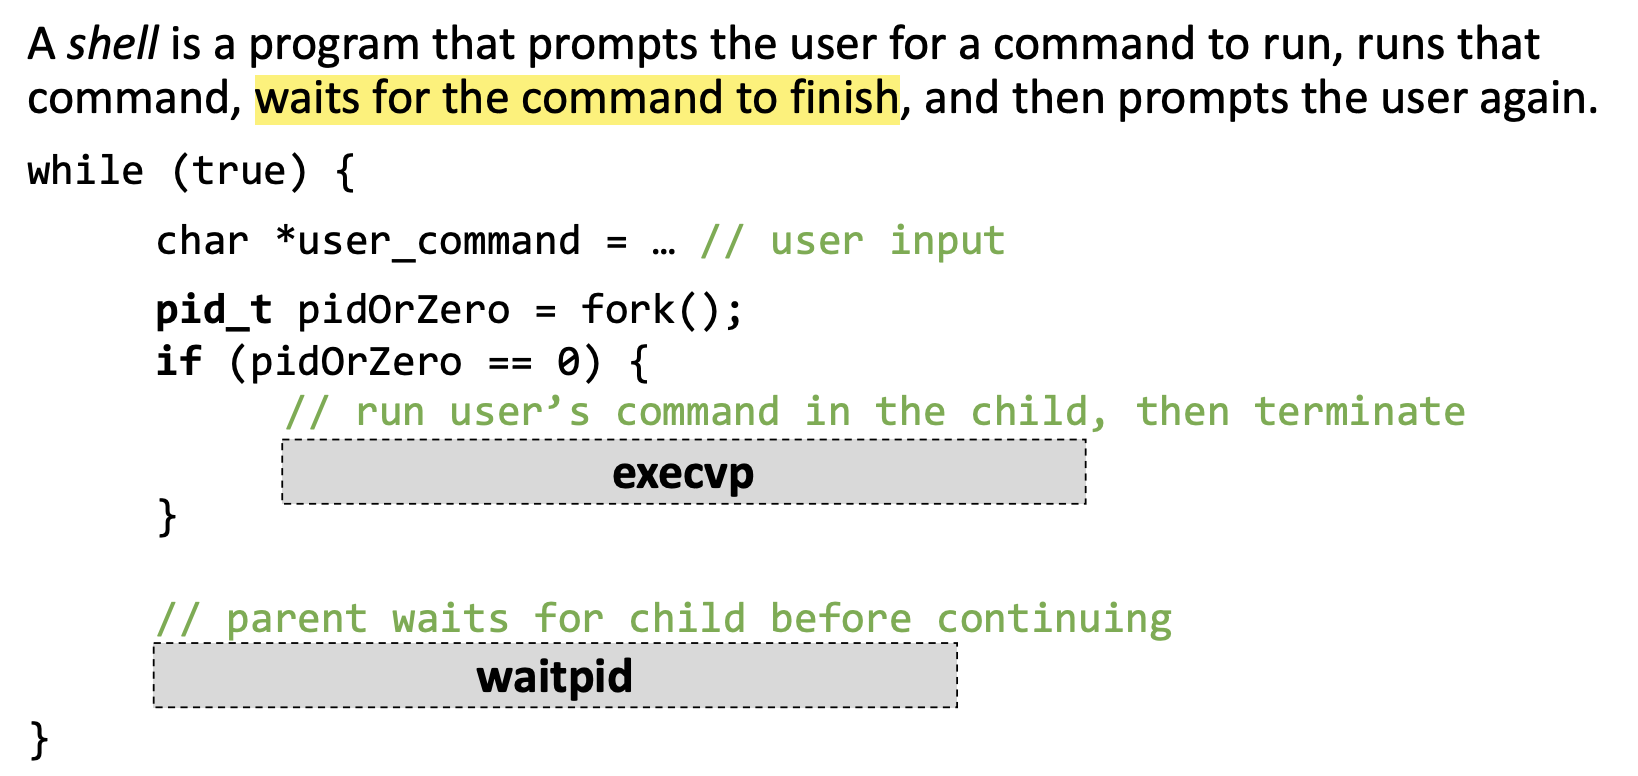 A shell is a program that prompts the user for a command to run, runs that
command, waits for the command to finish, and then prompts the user again.
while (true) {
char *user_command = … // user input
pid_t pidOrZero = fork();
if (pidOrZero == 0) {
// run user’s command in the child, then terminate
execvp
}
// parent waits for child before continuing
waitpid
}